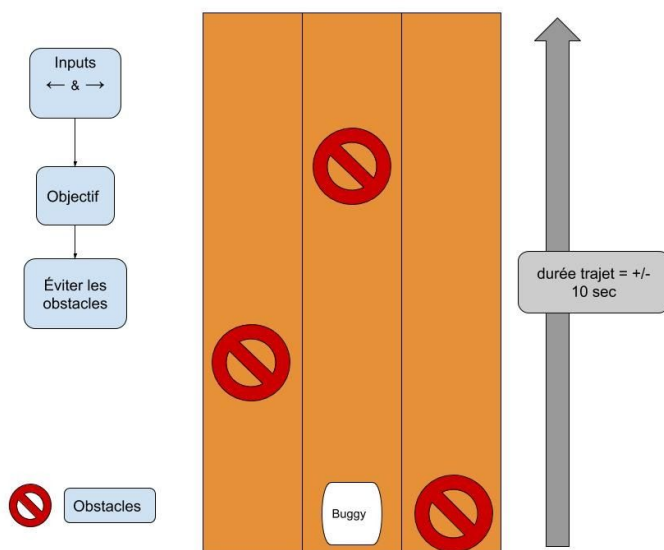 Inputs
← & →
Objectif
Éviter les
obstacles
durée trajet = +/-
10 sec
Obstacles
Buggy